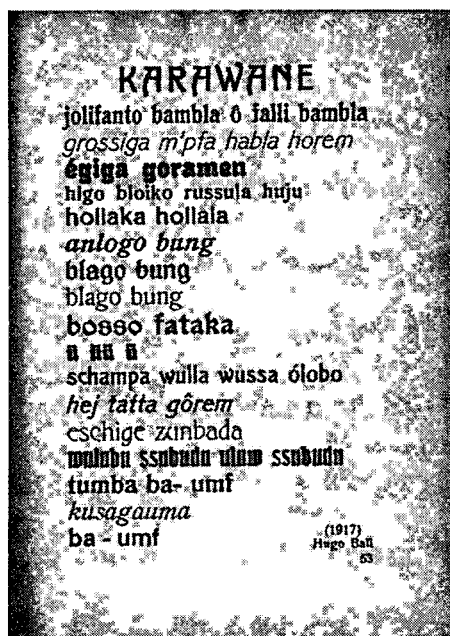 KARAWANE
jolifanto bambla ô falli bambla
grossiga m'pfa habla horem
égiga goramen
higo bloiko russula huju
hollaka hollala
anlogo bung
blago bung
blago bung
bosso fataka
ü üü ü
schampa wulla wussa ólobo
hej tatta gôrem
eschige zunbada
wulubu ssubudu uluw ssubudu
tumba ba- umf
kusagauma
ba - umf
(1917)
Hugo Ball
53